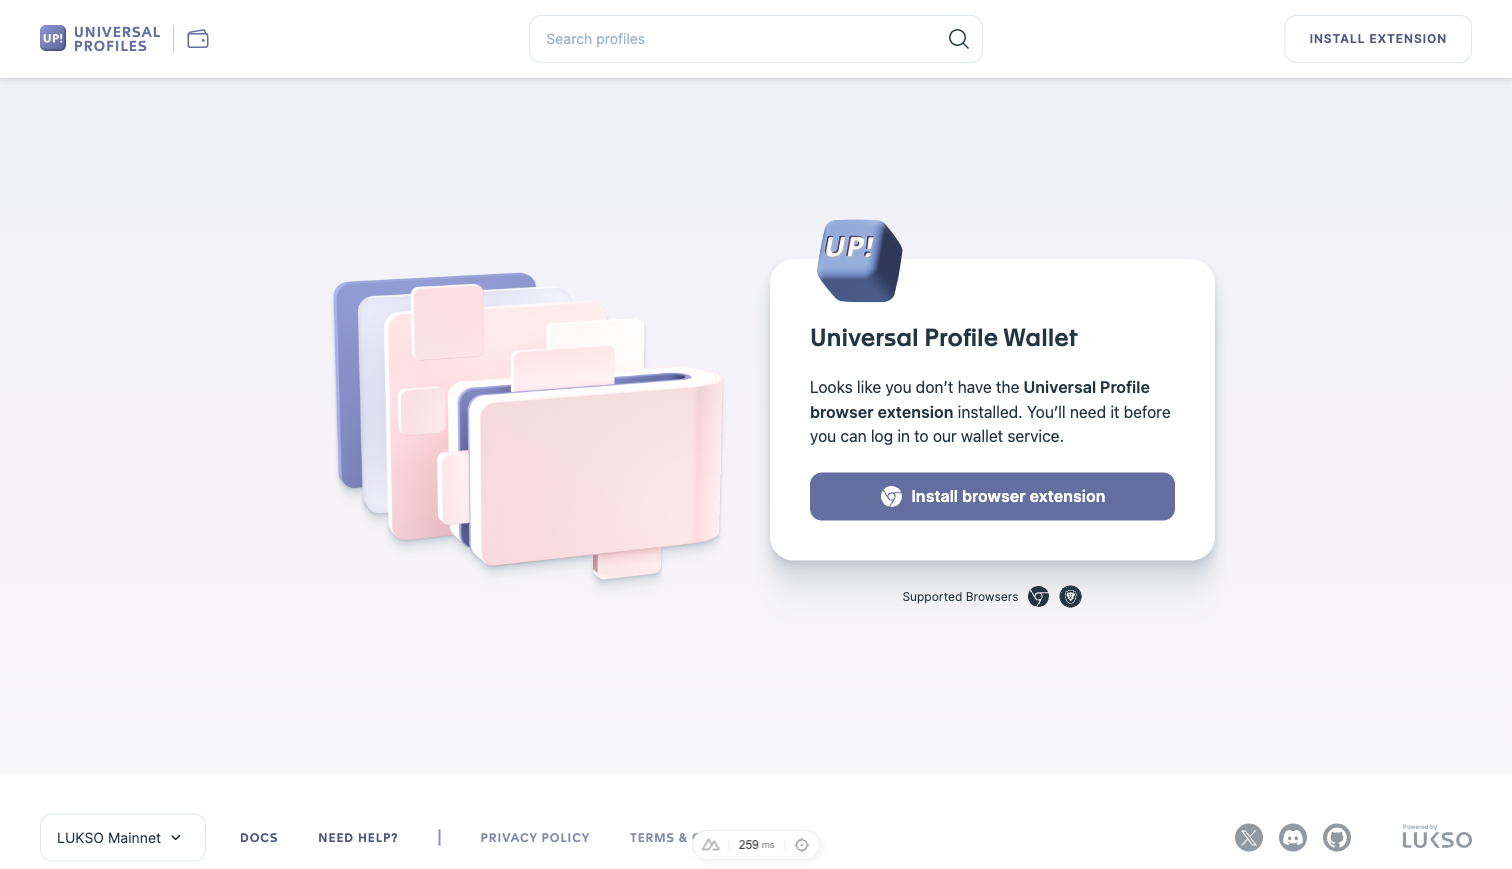 UP!
UNIVERSAL
PROFILES
Search profiles
INSTALL EXTENSION
UP!
Universal Profile Wallet
Looks like you don’t have the Universal Profile
browser extension installed. You’ll need it before
you can log in to our wallet service.
Install browser extension
Supported Browsers
LUKSO Mainnet
DOCS
NEED HELP?
PRIVACY POLICY
TERMS &
259 ms
Powered by
LUKSO